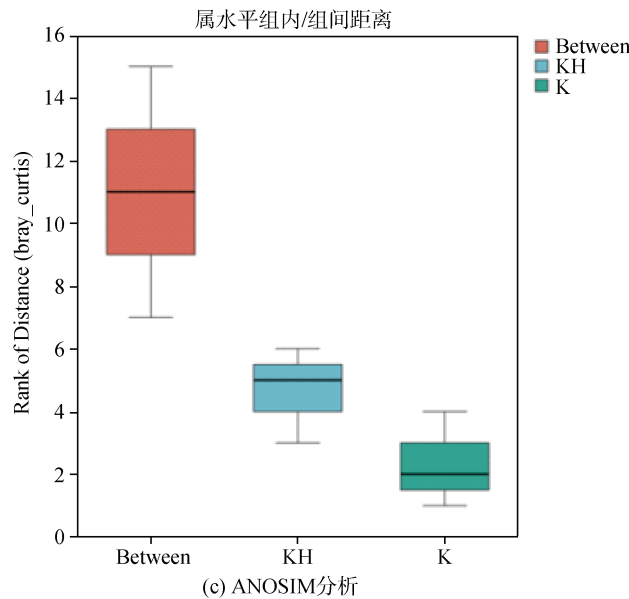 属水平组内/组间距离
Between
KH
K
Rank of Distance (bray_curtis)
16
14
12
10
8
6
4
2
0
Between KH K
(c) ANOSIM分析